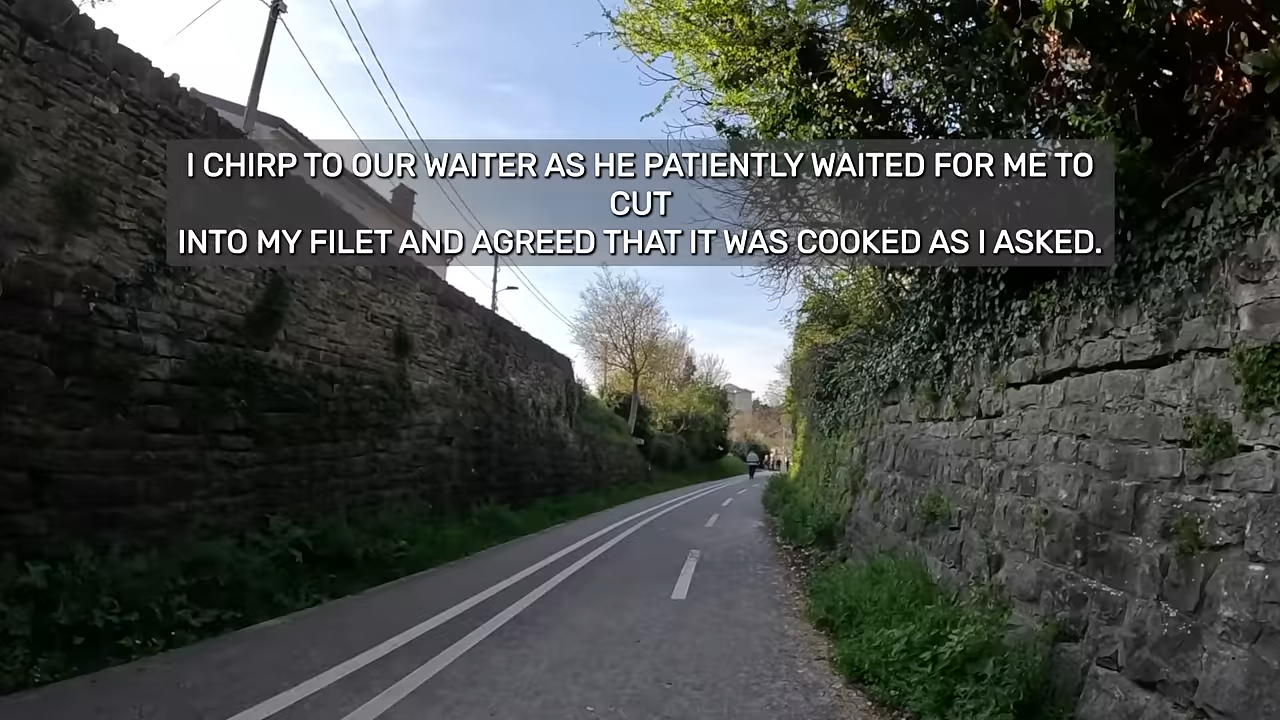 I CHIRP TO OUR WAITER AS HE PATIENTLY WAITED FOR ME TO
CUT
INTO MY FILET AND AGREED THAT IT WAS COOKED AS I ASKED.